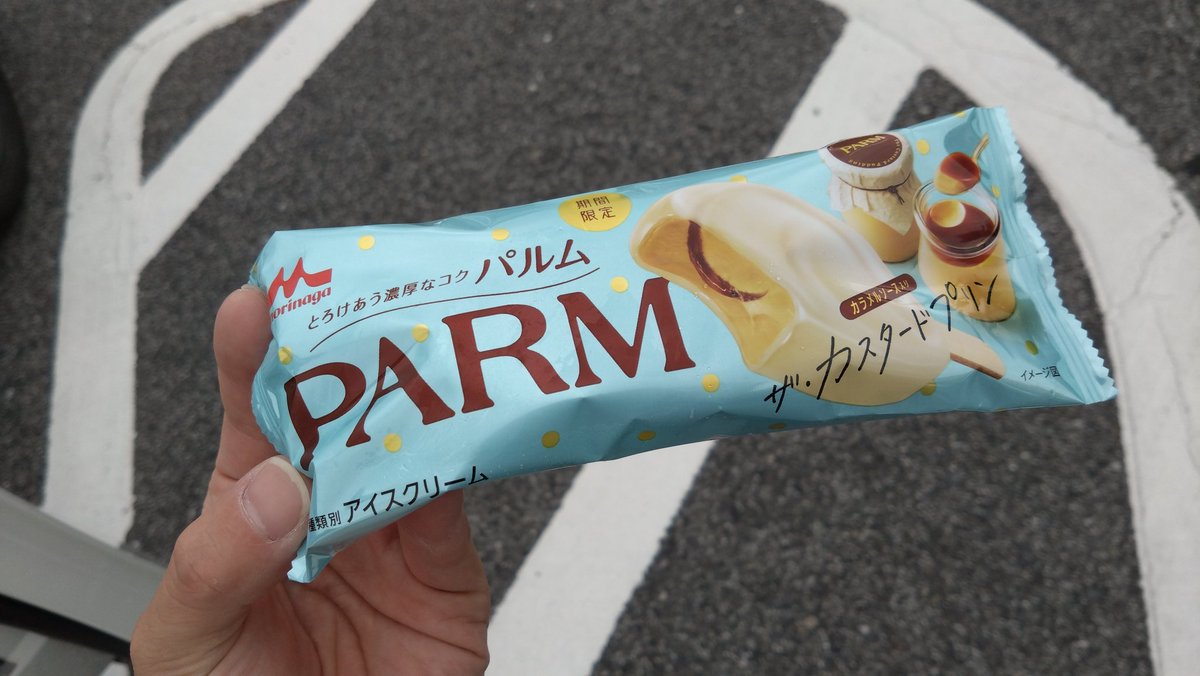 期間
限定
morinaga
とろけあう濃厚なコク パルム
PARM
種類別 アイスクリーム
PARM
カラメルソース入り
ザ・カスタードプリン
イメージ図